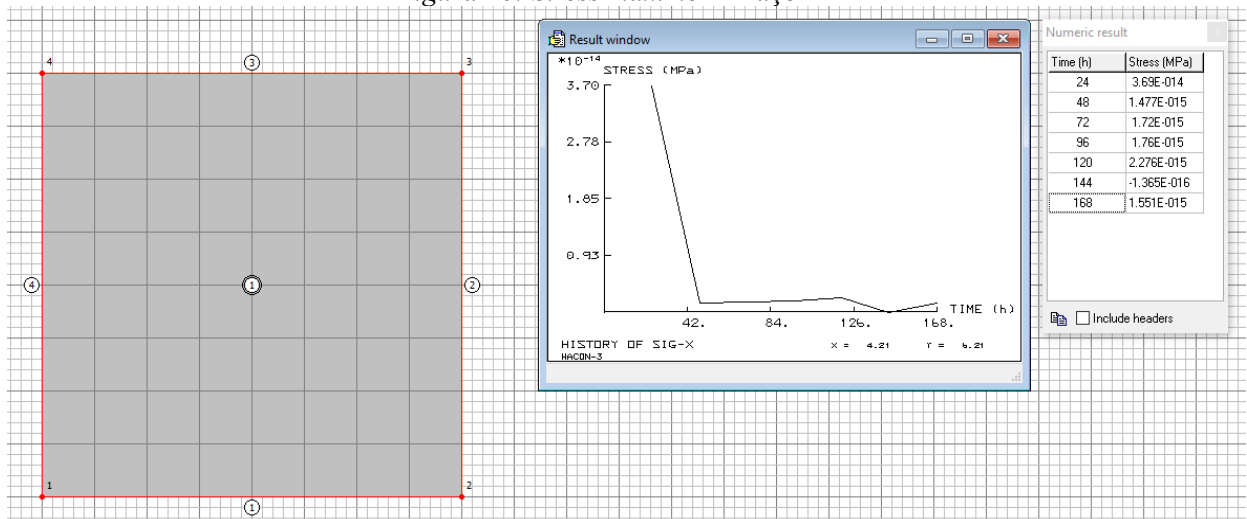 4
3
3
4
1
2
1
2
1
Result window
*10-14
STRESS (MPa)
3.70
2.78
1.85
0.93
TIME (h)
42. 84. 126. 168.
HISTORY OF SIG-X X = 4.21 Y = 6.21
HACON-3
Numeric result
Time (h) Stress (MPa)
24 3.69E-014
48 1.477E-015
72 1.72E-015
96 1.76E-015
120 2.276E-015
144 -1.365E-016
168 1.551E-015
Include headers